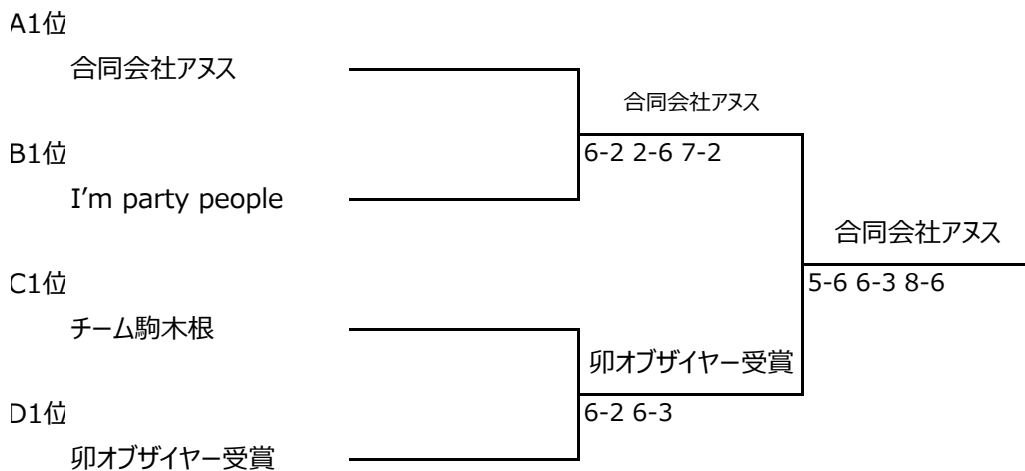 A1位
合同会社アヌス
合同会社アヌス
B1位
6-2 2-6 7-2
I'm party people
合同会社アヌス
C1位
5-6 6-3 8-6
チーム駒木根
卯オブザイヤー受賞
D1位
6-2 6-3
卯オブザイヤー受賞